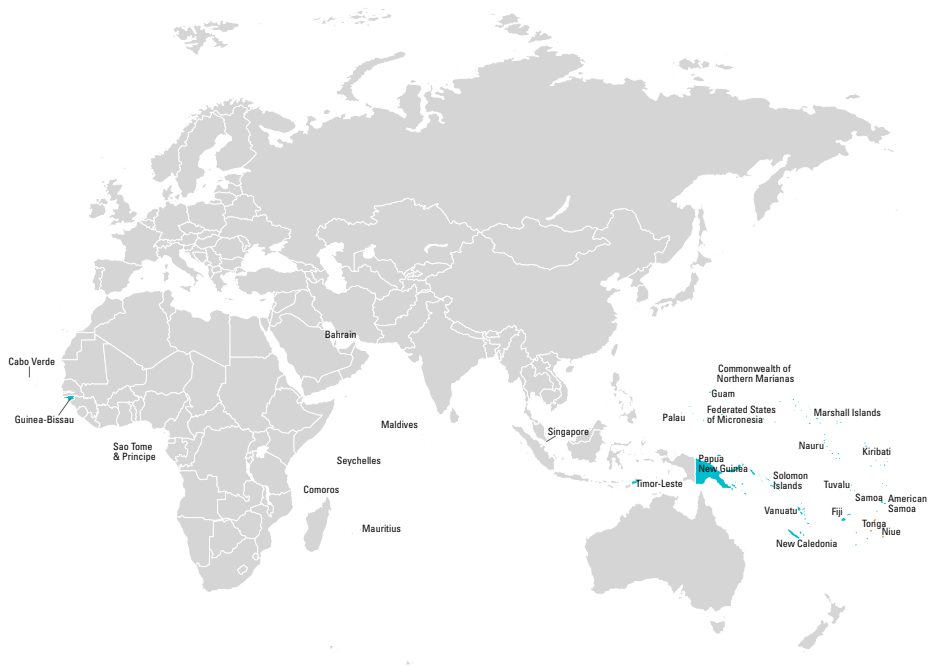 Bahrain
Cabo Verde
Commonwealth of
Northern Marianas
Guam
Federated States
of Micronesia
Palau
Marshall Islands
Guinea-Bissau
Maldives
Singapore
Sao Tome
& Principe
Nauru
Kiribati
Seychelles
Papua
New Guinea
Solomon
Islands
Timor-Leste
Tuvalu
Comoros
Samoa
American
Samoa
Vanuatu
Fiji
Mauritius
Tonga
Niue
New Caledonia